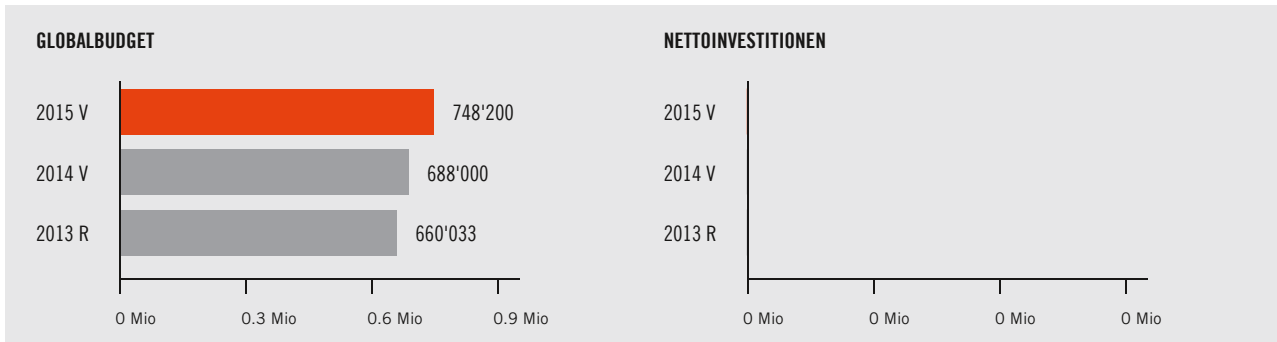 GLOBALBUDGET
2015 V 748'200
2014 V 688'000
2013 R 660'033
0 Mio 0.3 Mio 0.6 Mio 0.9 Mio
NETTOINVESTITIONEN
2015 V
2014 V
2013 R
0 Mio 0 Mio 0 Mio 0 Mio